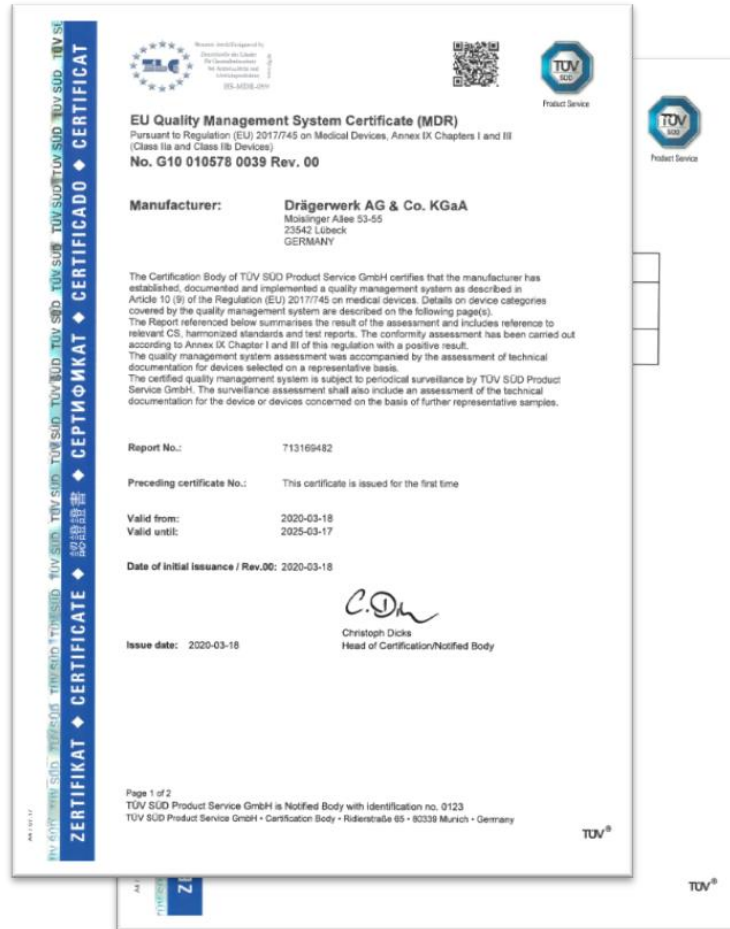 TÜV
SÜD
Product Service
EU Quality Management System Certificate (MDR)
Pursuant to Regulation (EU) 2017/745 on Medical Devices, Annex IX Chapters I and III
(Class IIa and Class IIb Devices)
No. G10 010578 0039 Rev. 00
Manufacturer: Drägerwerk AG & Co. KGaA
Moislinger Allee 53-55
23542 Lübeck
GERMANY
The Certification Body of TÜV SÜD Product Service GmbH certifies that the manufacturer has
established, documented and implemented a quality management system as described in
Article 10 (9) of the Regulation (EU) 2017/745 on medical devices. Details on device categories
covered by the quality management system are described on the following page(s).
The Report referenced below summarises the result of the assessment and includes reference to
relevant CS, harmonized standards and test reports. The conformity assessment has been carried out
according to Annex IX Chapter I and III of this regulation with a positive result.
The quality management system assessment was accompanied by the assessment of technical
documentation for devices selected on a representative basis.
The certified quality management system is subject to periodical surveillance by TÜV SÜD Product
Service GmbH. The surveillance assessment shall also include an assessment of the technical
documentation for the device or devices concerned on the basis of further representative samples.
Report No.: 713169482
Preceding certificate No.: This certificate is issued for the first time
Valid from: 2020-03-18
Valid until: 2025-03-17
Date of initial issuance / Rev.00: 2020-03-18
Issue date: 2020-03-18
Christoph Dicks
Head of Certification/Notified Body
Page 1 of 2
TÜV SÜD Product Service GmbH is Notified Body with identification no. 0123
TÜV SÜD Product Service GmbH • Certification Body • Ridlerstraße 65 • 80339 Munich • Germany
TÜV®
ZERTIFIKAT ◆ CERTIFICATE ◆ 認證證書 ◆ СЕРТИФИКАТ ◆ CERTIFICADO ◆ CERTIFICAT
TÜV
SÜD
Product Service
TÜV®